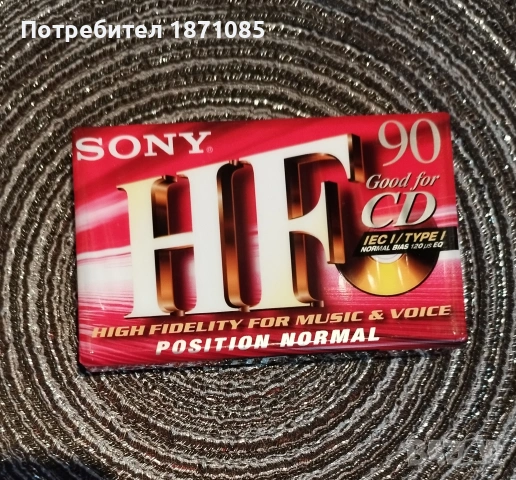 Потребител 1871085
SONY
HF
90
Good for
CD
IEC I / TYPE I
NORMAL BIAS 120 µs EQ
HIGH FIDELITY FOR MUSIC & VOICE
POSITION NORMAL